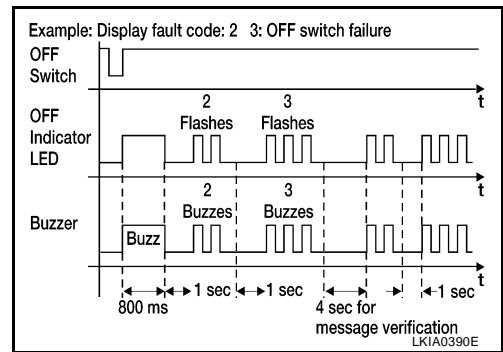 Example: Display fault code: 2 3: OFF switch failure
OFF
Switch
t
2
3
OFF
Flashes
Flashes
Indicator
LED
t
2
3
Buzzes
Buzzes
Buzzer
Buzz
t
1 sec
1 sec
1 sec
800 ms
4 sec for
message verification
LKIA0390E